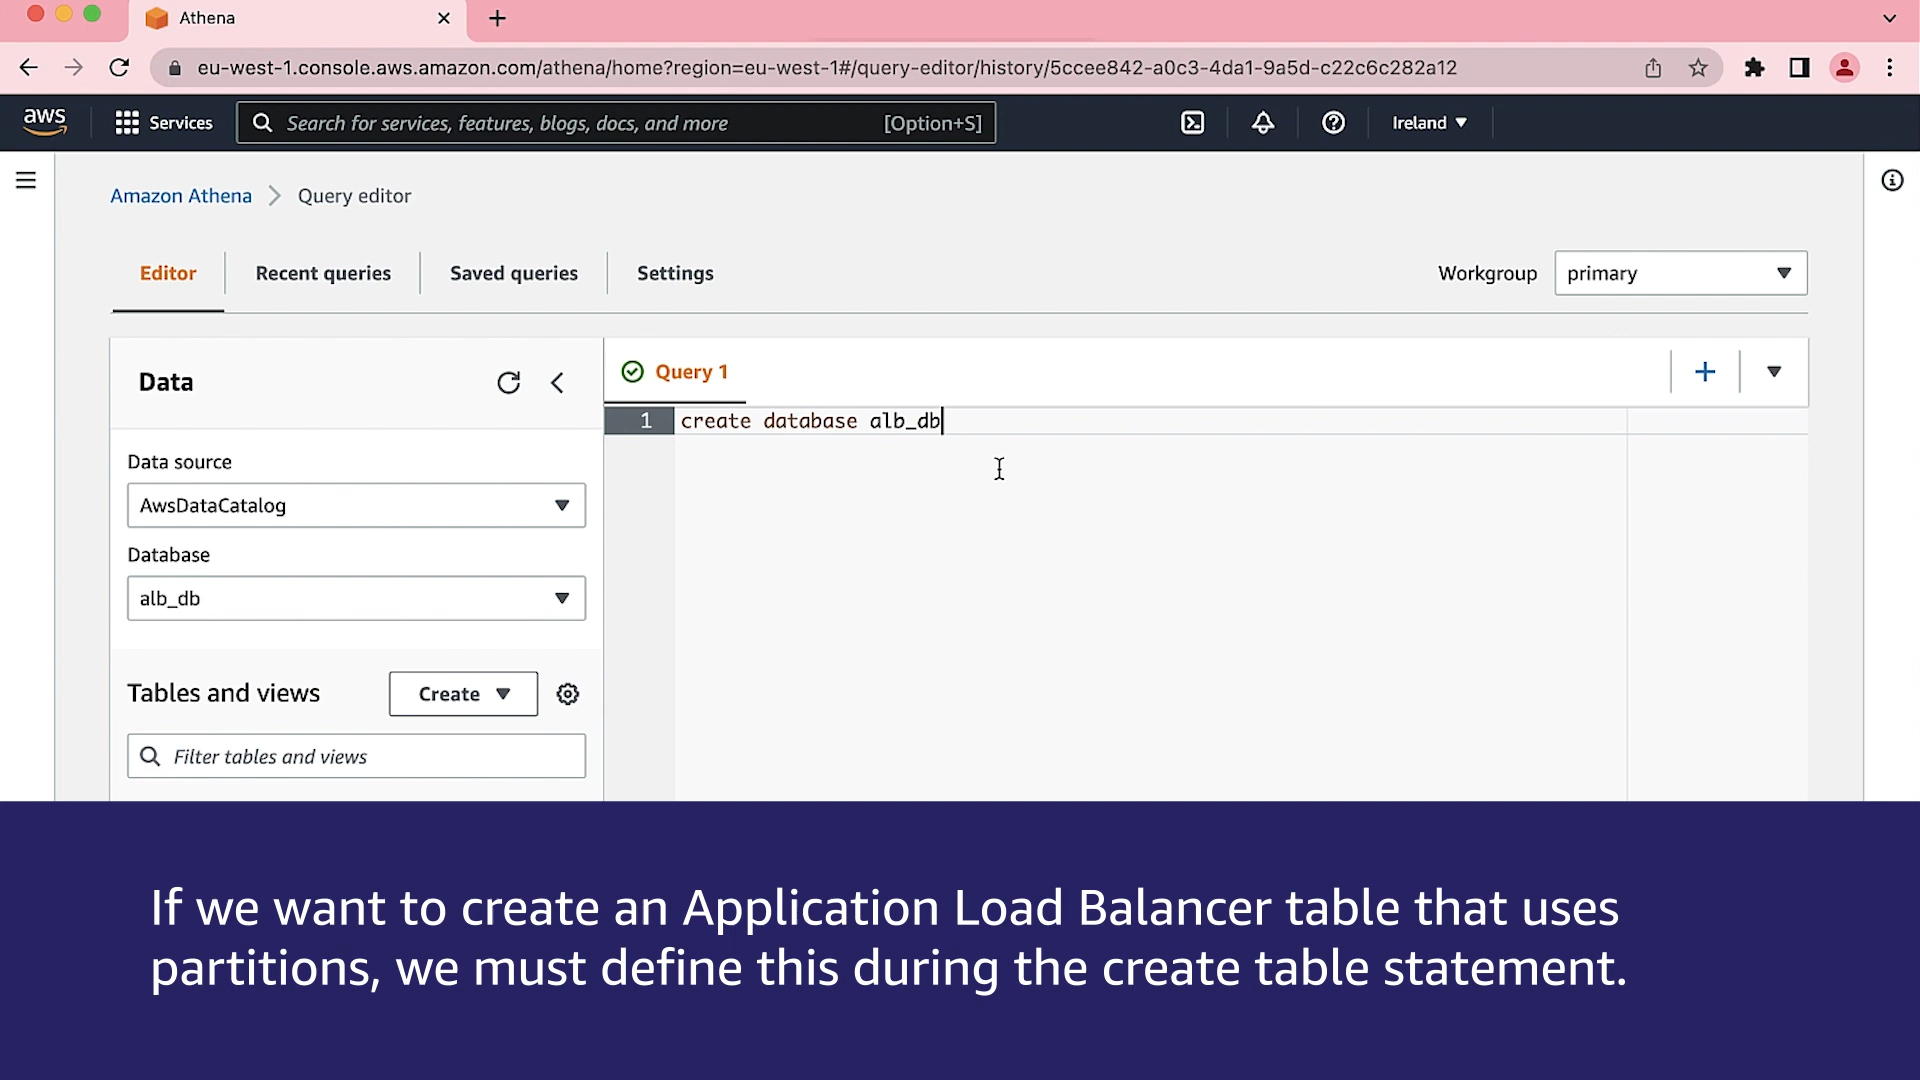 Athena
eu-west-1.console.aws.amazon.com/athena/home?region=eu-west-1#/query-editor/history/5ccee842-a0c3-4da1-9a5d-c22c6c282a12
aws Services Search for services, features, blogs, docs, and more [Option+S] Ireland
Amazon Athena Query editor
Editor Recent queries Saved queries Settings Workgroup primary
Data
Query 1
1 create database alb_db
Data source
AwsDataCatalog
Database
alb_db
Tables and views Create
Filter tables and views
If we want to create an Application Load Balancer table that uses
partitions, we must define this during the create table statement.